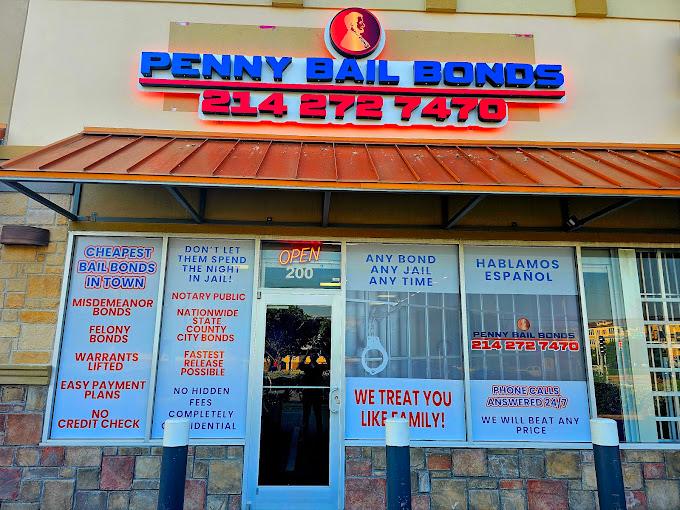 PENNY BAIL BONDS
214 272 7470
CHEAPEST
BAIL BONDS
IN TOWN
MISDEMEANOR
BONDS
FELONY
BONDS
WARRANTS
LIFTED
EASY PAYMENT
PLANS
NO
CREDIT CHECK
DON'T LET
THEM SPEND
THE NIGHT
IN JAIL!
NOTARY PUBLIC
NATIONWIDE
STATE
COUNTY
CITY BONDS
FASTEST
RELEASE
POSSIBLE
NO HIDDEN
FEES
COMPLETELY
OPEN
200
ANY BOND
ANY JAIL
ANY TIME
WE TREAT YOU
LIKE FAMILY!
HABLAMOS
ESPAÑOL
PENNY BAIL BONDS
214 272 7470
PHONE CALLS
ANSWERED 24/7
WE WILL BEAT ANY
PRICE